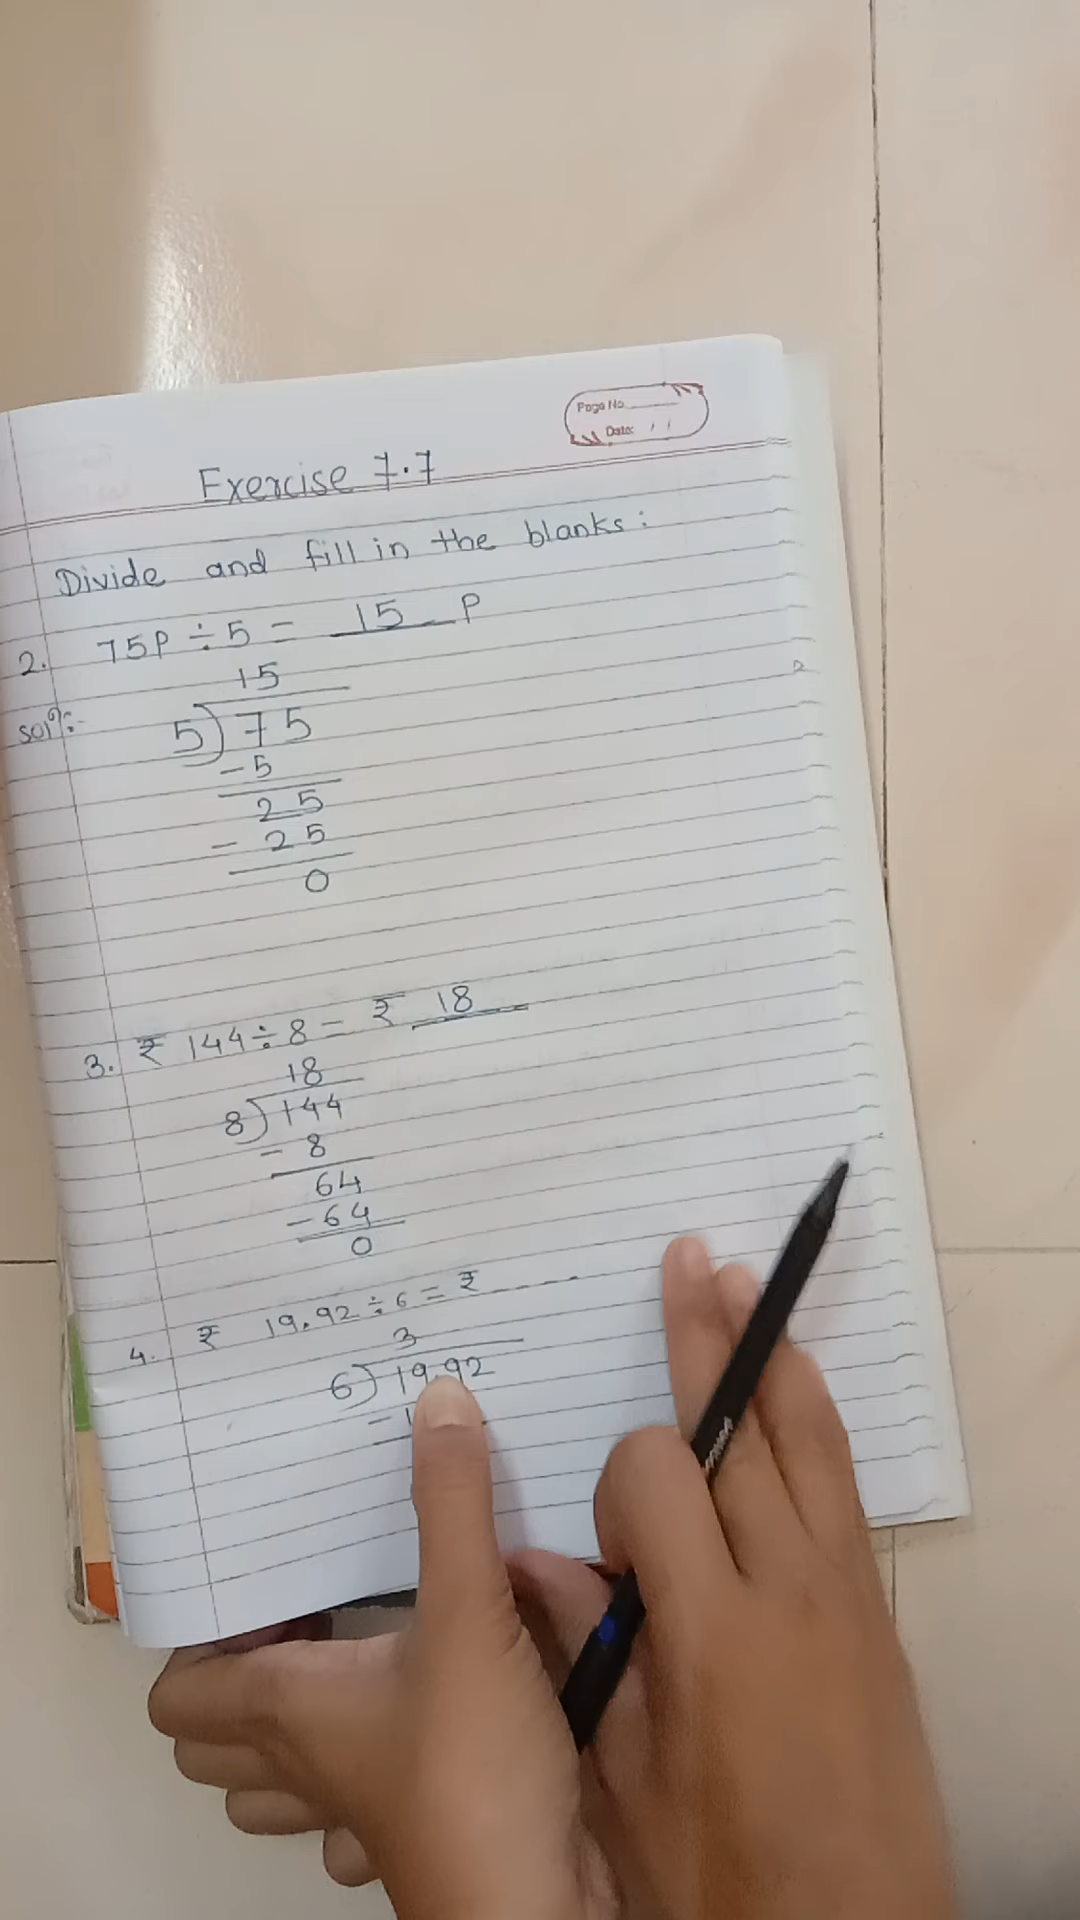 Page No.
Date: / /
Exercise 7.7
Divide and fill in the blanks:
2. 75P ÷ 5 = 15 P
15
soln:- 5) 75
- 5
25
- 25
0
3. ₹ 144 ÷ 8 = ₹ 18
18
8) 144
- 8
64
- 64
0
4. ₹ 19.92 ÷ 6 = ₹
3
6) 19.92
- 1